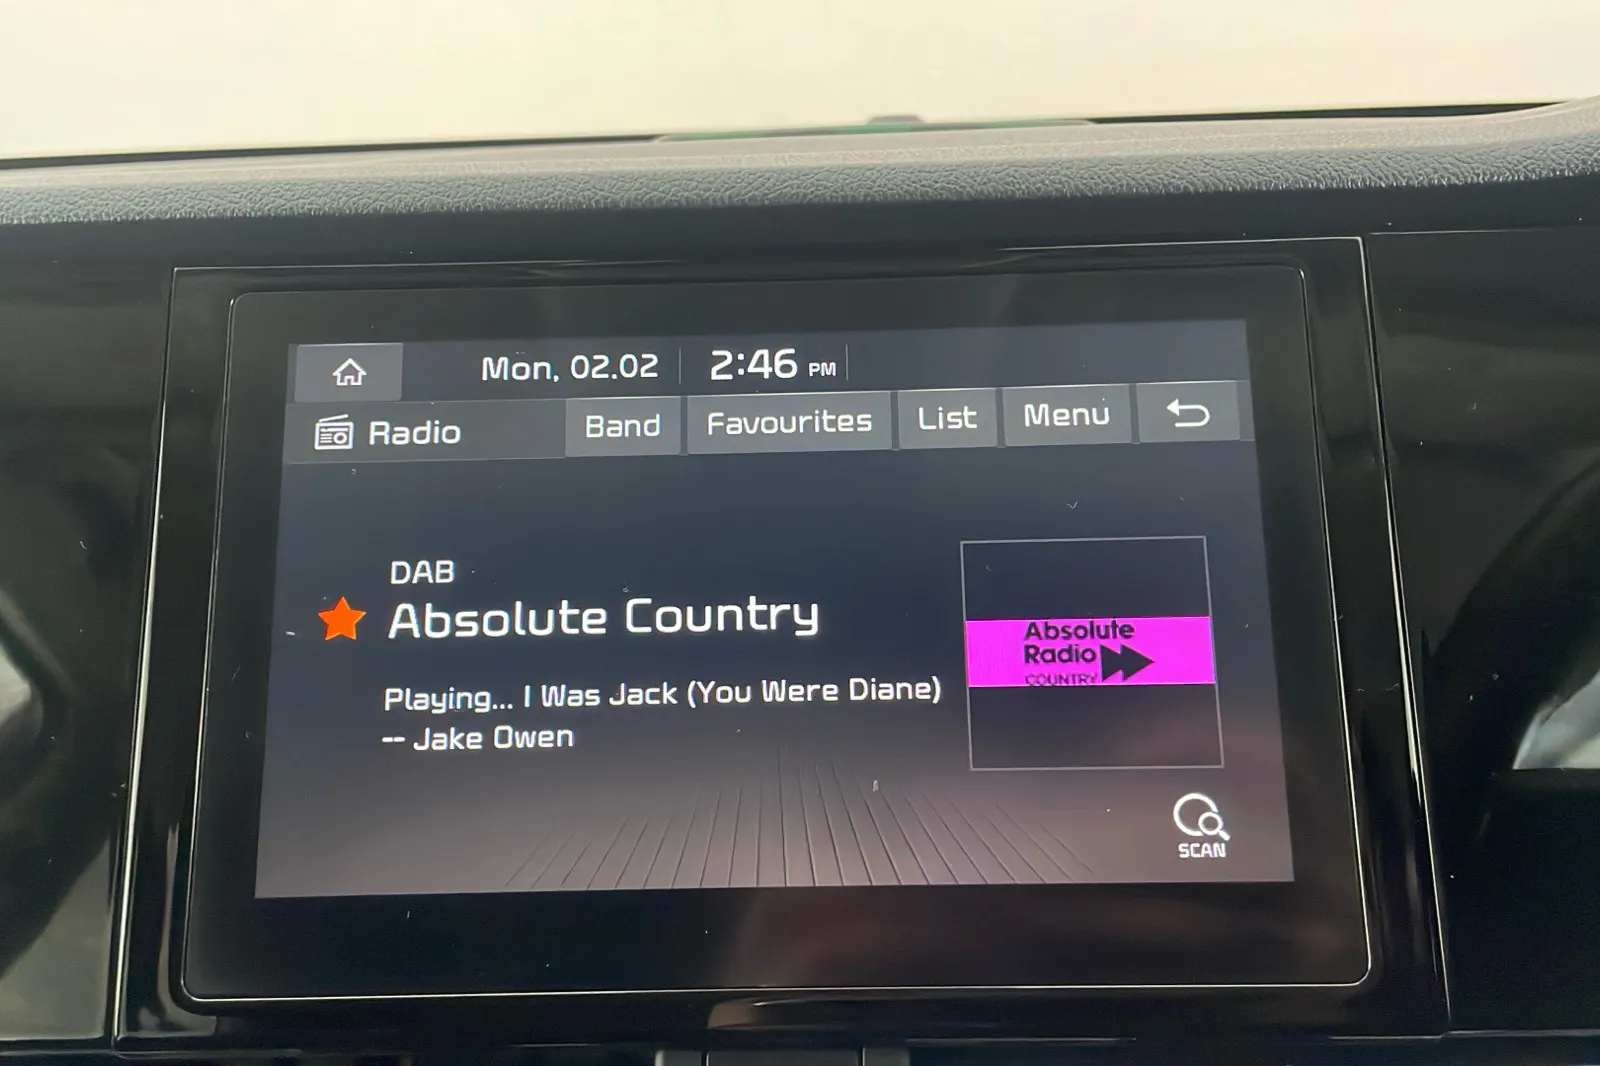 Mon, 02.02 2:46 PM
Radio Band Favourites List Menu
DAB
Absolute Country
Playing... I Was Jack (You Were Diane)
-- Jake Owen
Absolute
Radio
COUNTRY
SCAN